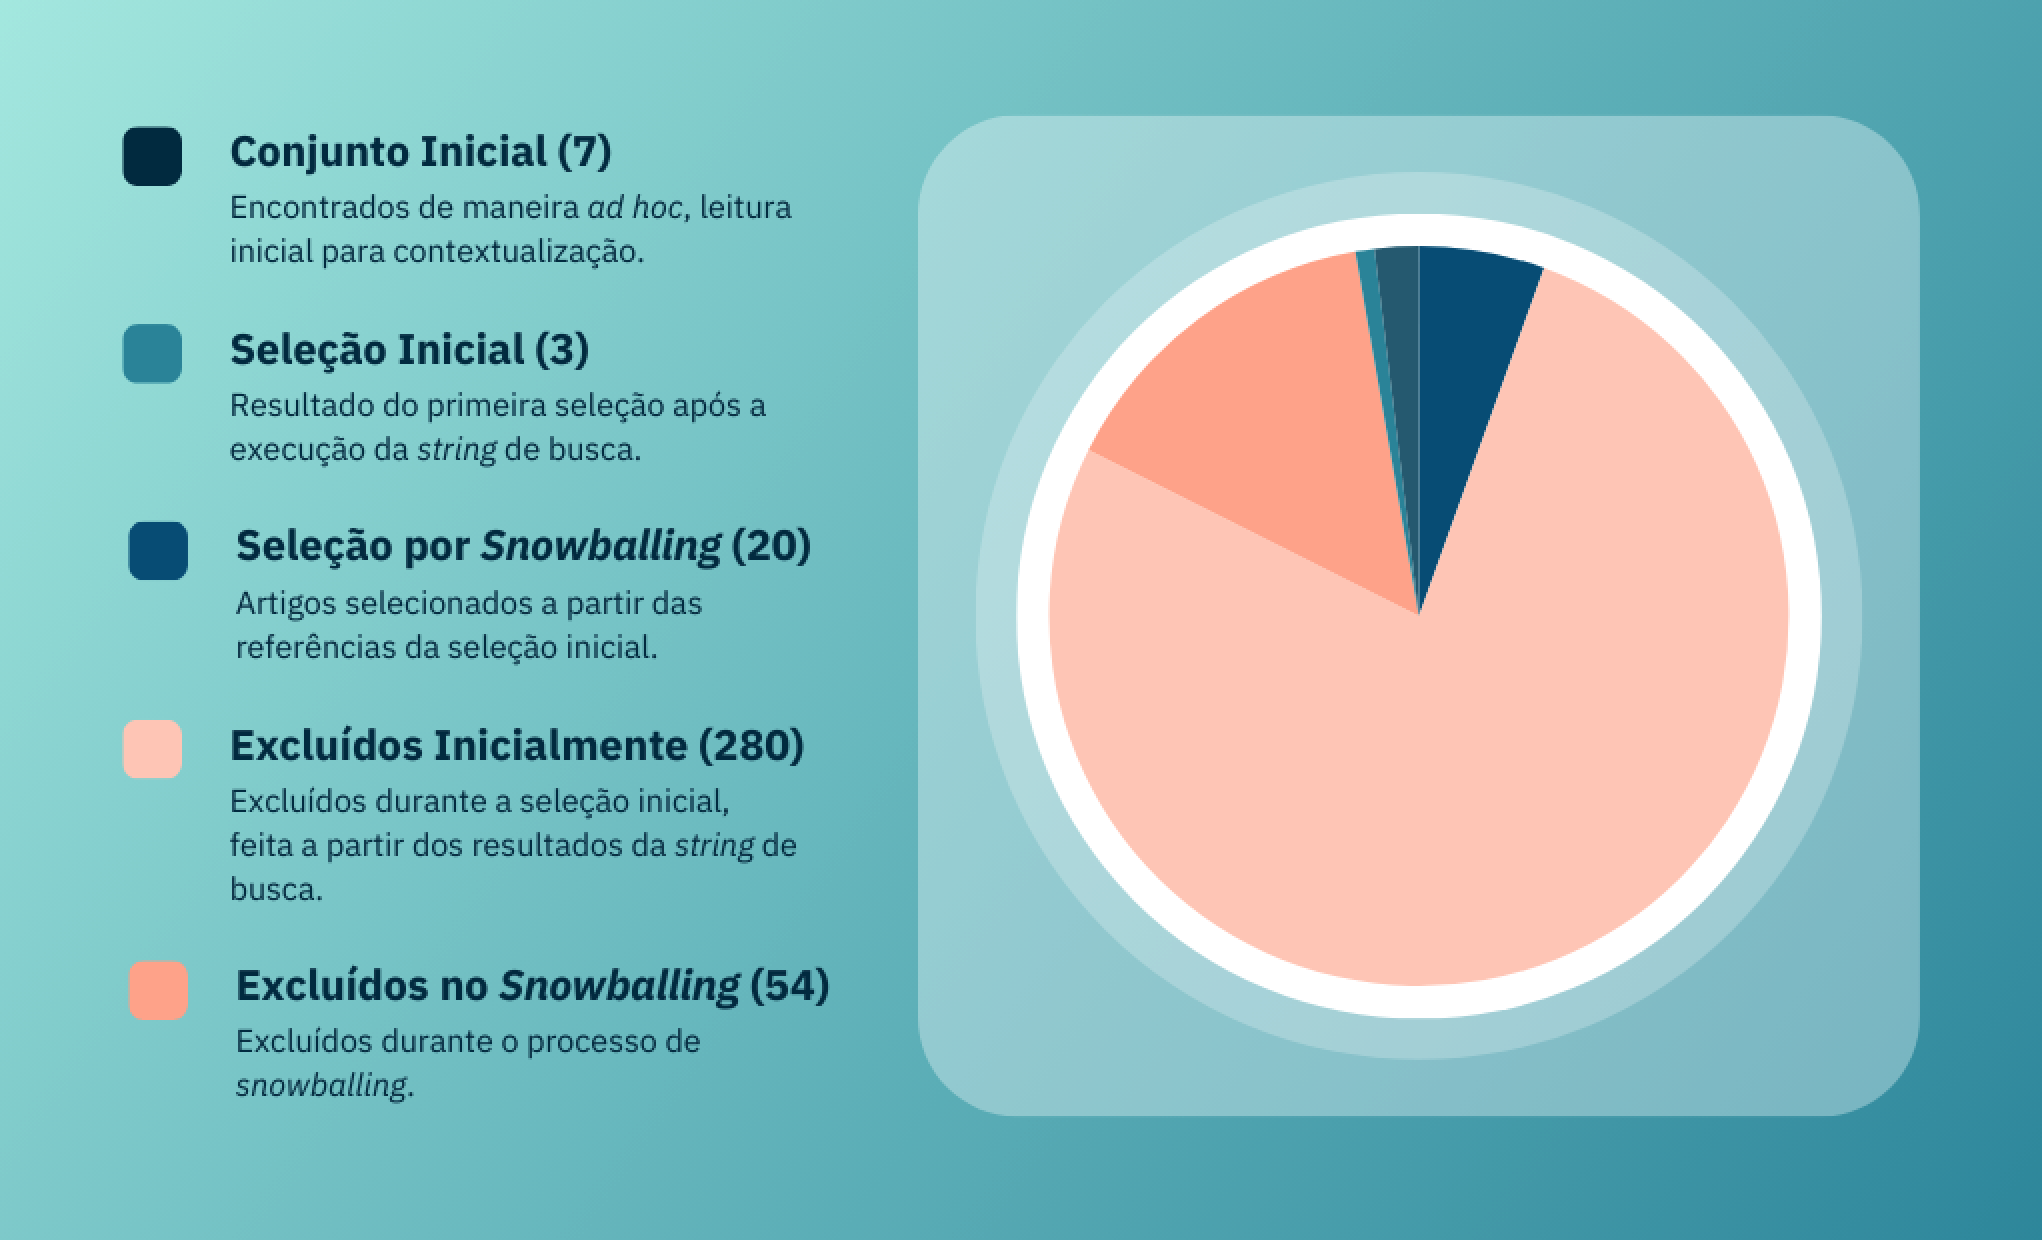 Conjunto Inicial (7)
Encontrados de maneira ad hoc, leitura
inicial para contextualização.
Seleção Inicial (3)
Resultado do primeira seleção após a
execução da string de busca.
Seleção por Snowballing (20)
Artigos selecionados a partir das
referências da seleção inicial.
Excluídos Inicialmente (280)
Excluídos durante a seleção inicial,
feita a partir dos resultados da string de
busca.
Excluídos no Snowballing (54)
Excluídos durante o processo de
snowballing.